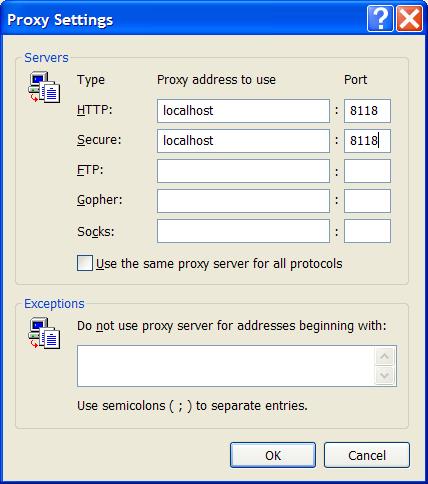 Proxy Settings
Servers
Type Proxy address to use Port
HTTP: localhost : 8118
Secure: localhost : 8118
FTP: :
Gopher: :
Socks: :
Use the same proxy server for all protocols
Exceptions
Do not use proxy server for addresses beginning with:
Use semicolons ( ; ) to separate entries.
OK Cancel